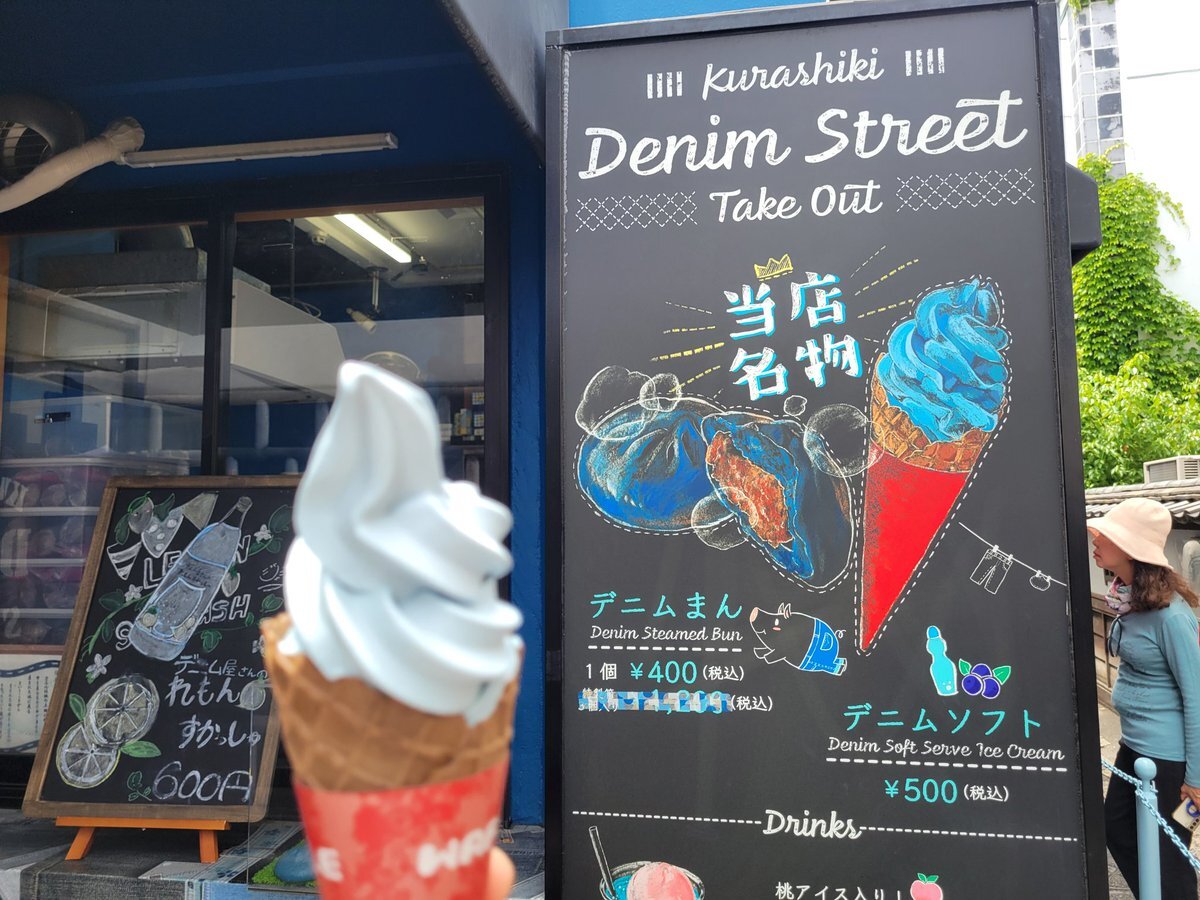 Kurashiki
Denim Street
Take Out
当店
名物
デニムまん
Denim Steamed Bun
1個 ¥400(税込)
(税込)
D
デニムソフト
Denim Soft Serve Ice Cream
¥500(税込)
Drinks
桃アイス入り!
デニム屋さんの
れもん
すかっしゅ
600円